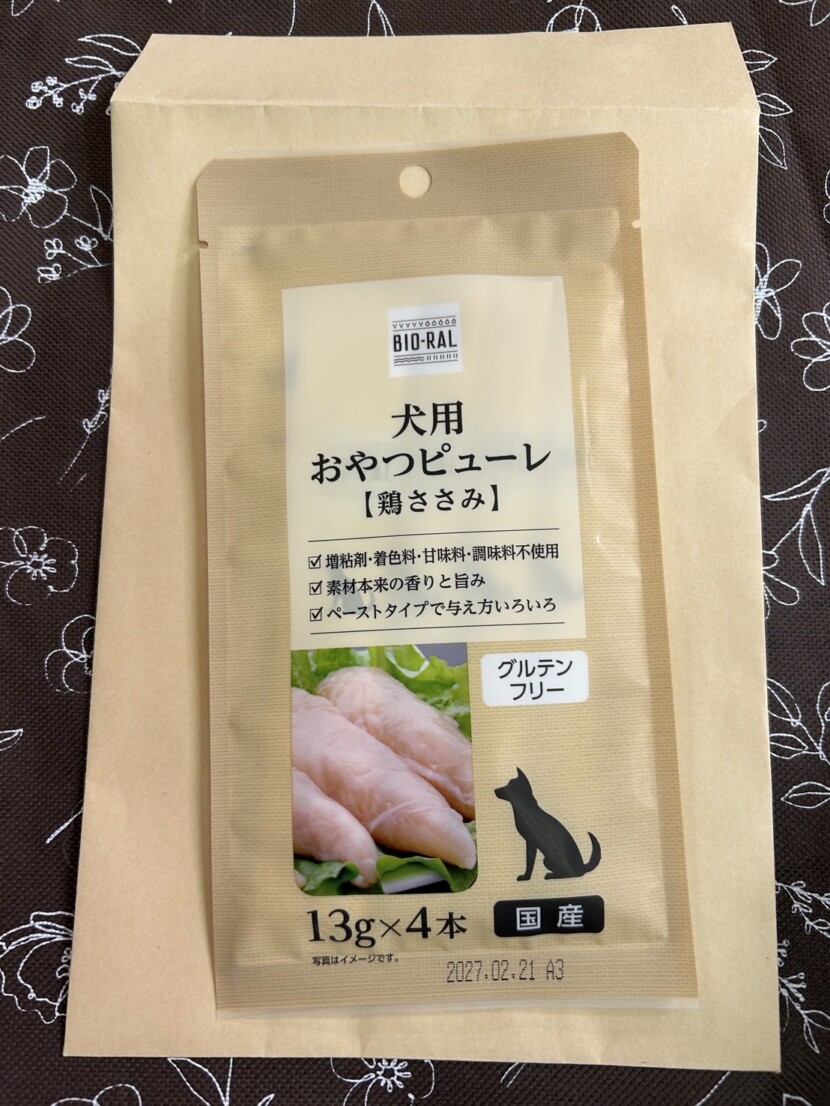 BIO-RAL
犬用
おやつピューレ
【鶏ささみ】
☑増粘剤・着色料・甘味料・調味料不使用
☑素材本来の香りと旨み
☑ペーストタイプで与え方いろいろ
グルテン
フリー
13g×4本
国産
写真はイメージです。
2027.02.21 A3